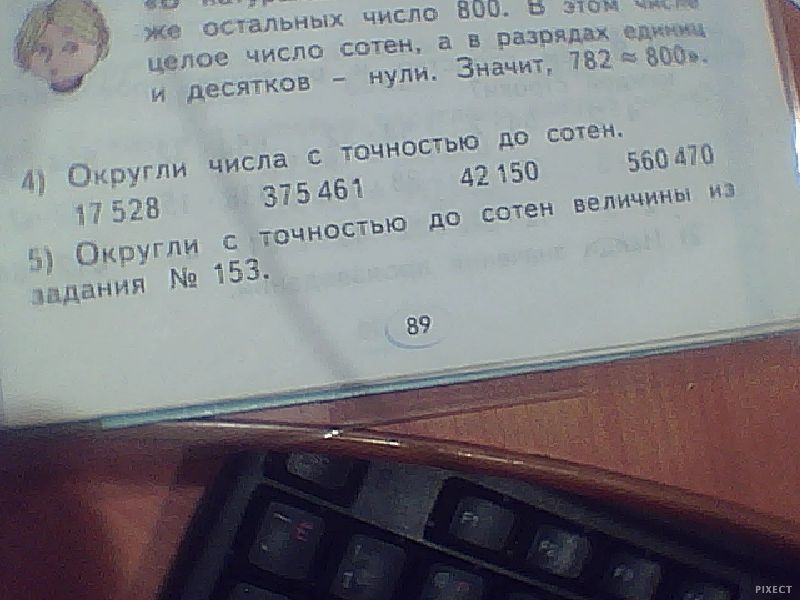 же остальных число 800. В этом числе
целое число сотен, а в разрядах единиц
и десятков – нули. Значит, 782 ≈ 800».
4) Округли числа с точностью до сотен.
17 528 375 461 42 150 560 470
5) Округли с точностью до сотен величины из
задания № 153.
89
PIXECT